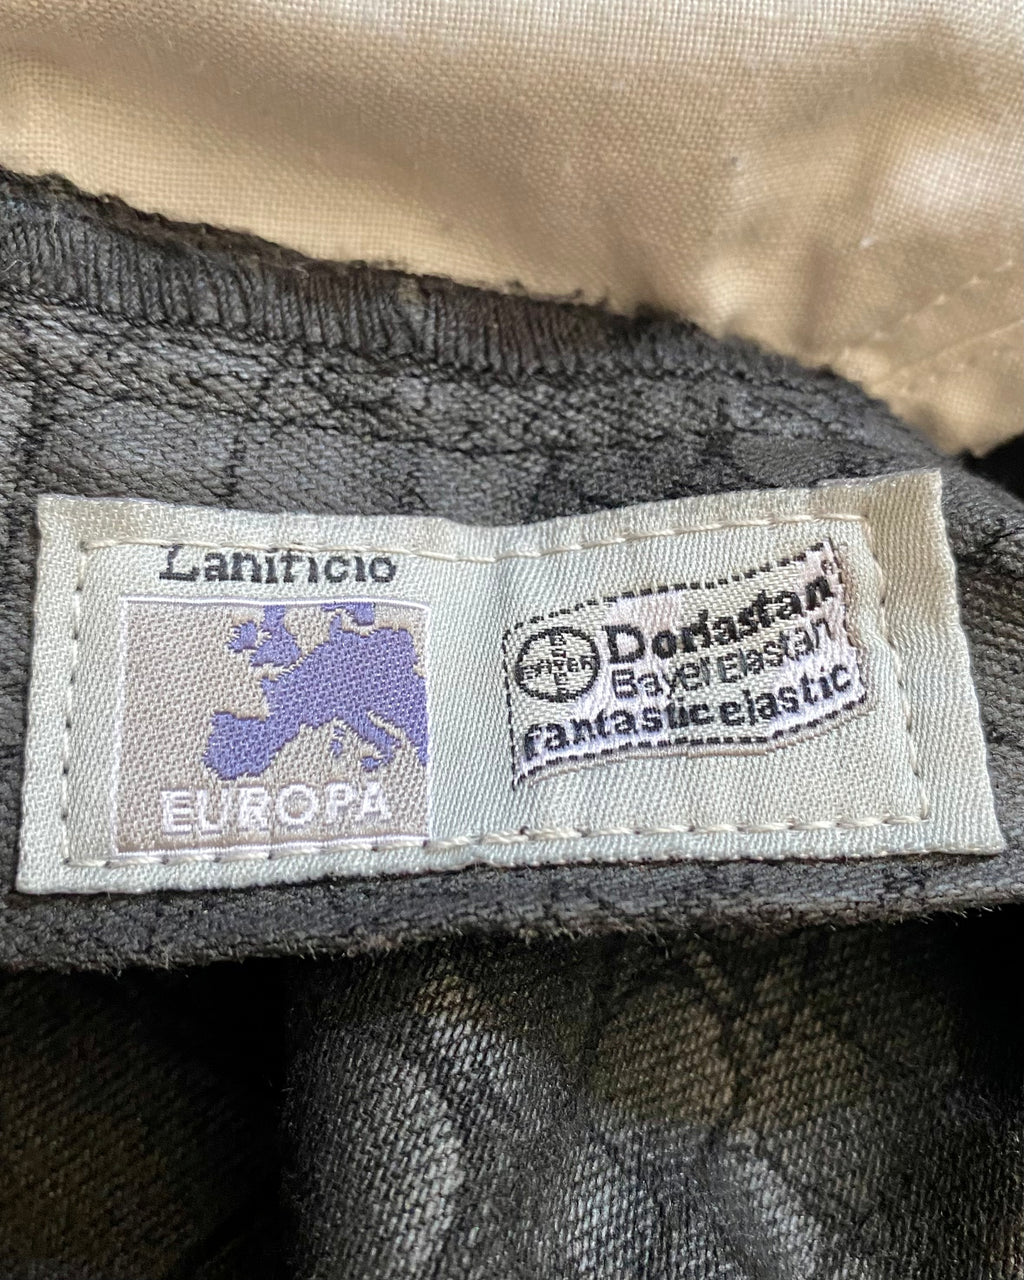 Lanificio
EUROPA
BAYER
Dorlastan®
Bayer Elastan
fantastic elastic